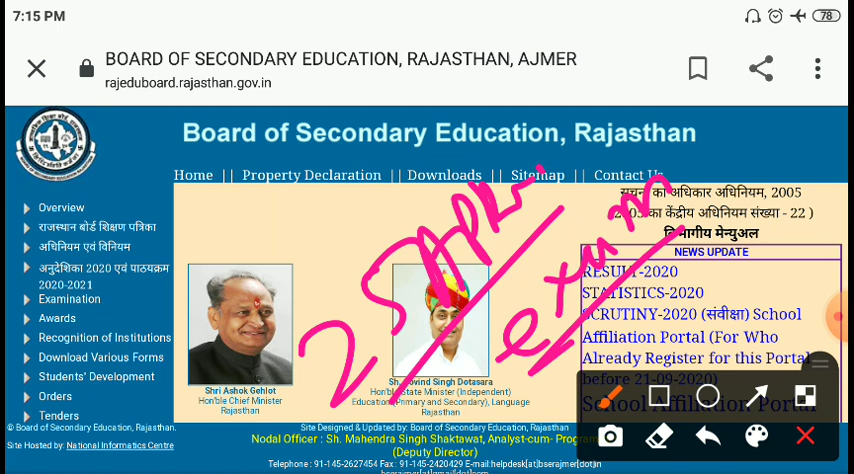 7:15 PM
78
BOARD OF SECONDARY EDUCATION, RAJASTHAN, AJMER
rajeduboard.rajasthan.gov.in
Board of Secondary Education, Rajasthan
Home || Property Declaration || Downloads || Sitemap || Contact Us
Overview
राजस्थान बोर्ड शिक्षण पत्रिका
अधिनियम एवं विनियम
अनुदेशिका 2020 एवं पाठयक्रम
2020-2021
Examination
Awards
Recognition of Institutions
Download Various Forms
Students' Development
Orders
Tenders
Shri Ashok Gehlot
Hon'ble Chief Minister
Rajasthan
Sh. Govind Singh Dotasara
Hon'ble State Minister (Independent)
Education (Primary and Secondary), Language
Rajasthan
25 Apr.
exam
सूचना का अधिकार अधिनियम, 2005
का केंद्रीय अधिनियम संख्या - 22 )
विभागीय मेन्युअल
NEWS UPDATE
RESULT-2020
STATISTICS-2020
SCRUTINY-2020 (संवीक्षा) School
Affiliation Portal (For Who
Already Register for this Portal
before 21-09-2020)
School Affiliation Portal
© Board of Secondary Education, Rajasthan.
Site Hosted by: National Informatics Centre
Site Designed & Updated by: Board of Secondary Education, Rajasthan
Nodal Officer : Sh. Mahendra Singh Shaktawat, Analyst-cum-
(Deputy Director)
Telephone : 91-145-2627454 Fax : 91-145-2420429 E-mail:helpdesk[at]bserajmer[dot]in